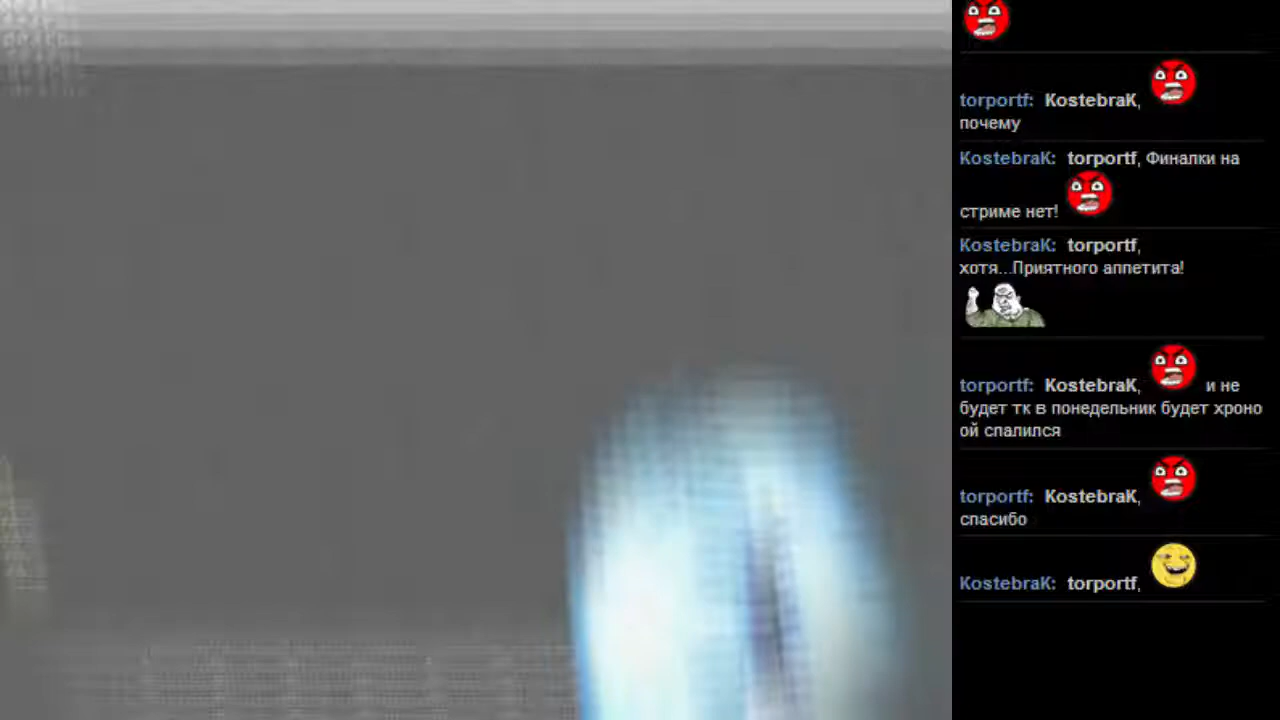 torportf: KostebraK,
почему
KostebraK: torportf, Финалки на
стриме нет!
KostebraK: torportf,
хотя...Приятного аппетита!
torportf: KostebraK, и не
будет тк в понедельник будет хроно
ой спалился
torportf: KostebraK,
спасибо
KostebraK: torportf,